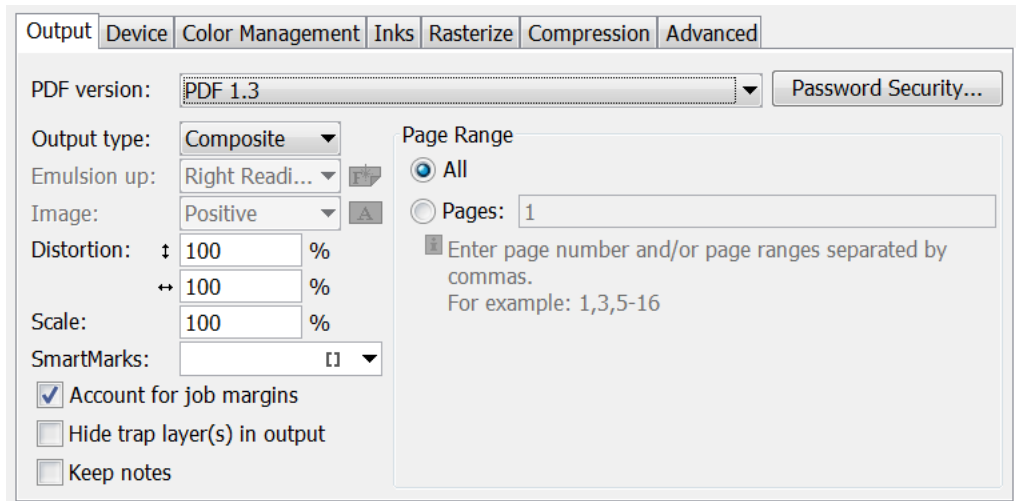 Output Device Color Management Inks Rasterize Compression Advanced
PDF version: PDF 1.3 Password Security...
Output type: Composite
Emulsion up: Right Readi...
Image: Positive A
Distortion: 100 %
100 %
Scale: 100 %
SmartMarks: []
Account for job margins
Hide trap layer(s) in output
Keep notes
Page Range
All
Pages: 1
Enter page number and/or page ranges separated by
commas.
For example: 1,3,5-16